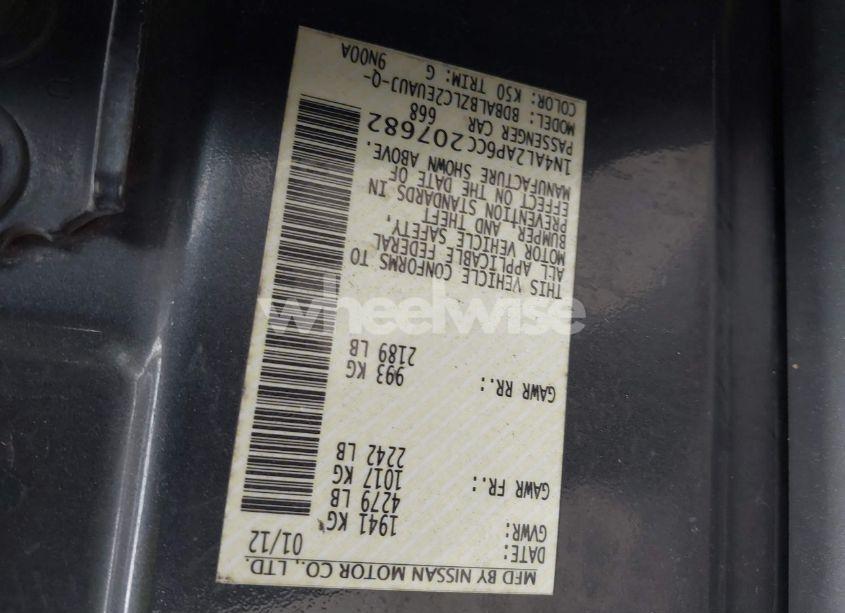 MFD BY NISSAN MOTOR CO., LTD.
DATE: 01/12
GVWR: 1941 KG
4279 LB
GAWR FR.: 1017 KG
2242 LB
GAWR RR.: 993 KG
2189 LB
THIS VEHICLE CONFORMS TO
ALL APPLICABLE FEDERAL
MOTOR VEHICLE SAFETY,
BUMPER, AND THEFT
PREVENTION STANDARDS IN
EFFECT ON THE DATE OF
MANUFACTURE SHOWN ABOVE.
1N4AL2AP6CC207682
PASSENGER CAR 668
MODEL: BDBALBZLC2EUAUJ-Q-
COLOR: K50 TRIM: G 9N00A
wheelwise